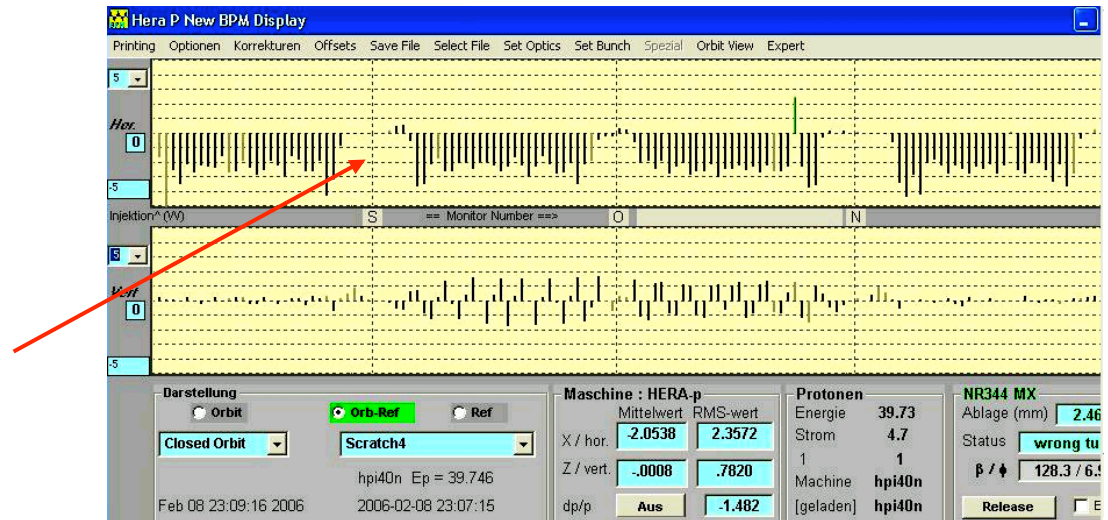 Hera P New BPM Display
Printing Optionen Korrekturen Offsets Save File Select File Set Optics Set Bunch Spezial Orbit View Expert
5
Hor.
0
-5
Injektion^ (W) S == Monitor Number ==> O N
5
Vert
0
-5
Darstellung
Orbit Orb-Ref Ref
Closed Orbit Scratch4
hpi40n Ep = 39.746
Feb 08 23:09:16 2006 2006-02-08 23:07:15
Maschine : HERA-p
Mittelwert RMS-wert
X / hor. -2.0538 2.3572
Z / vert. -.0008 .7820
dp/p Aus -1.482
Protonen
Energie 39.73
Strom 4.7
1 1
Machine hpi40n
[geladen] hpi40n
NR344 MX
Ablage (mm) 2.46
Status wrong tu
β / ϕ 128.3 / 6.9
Release E